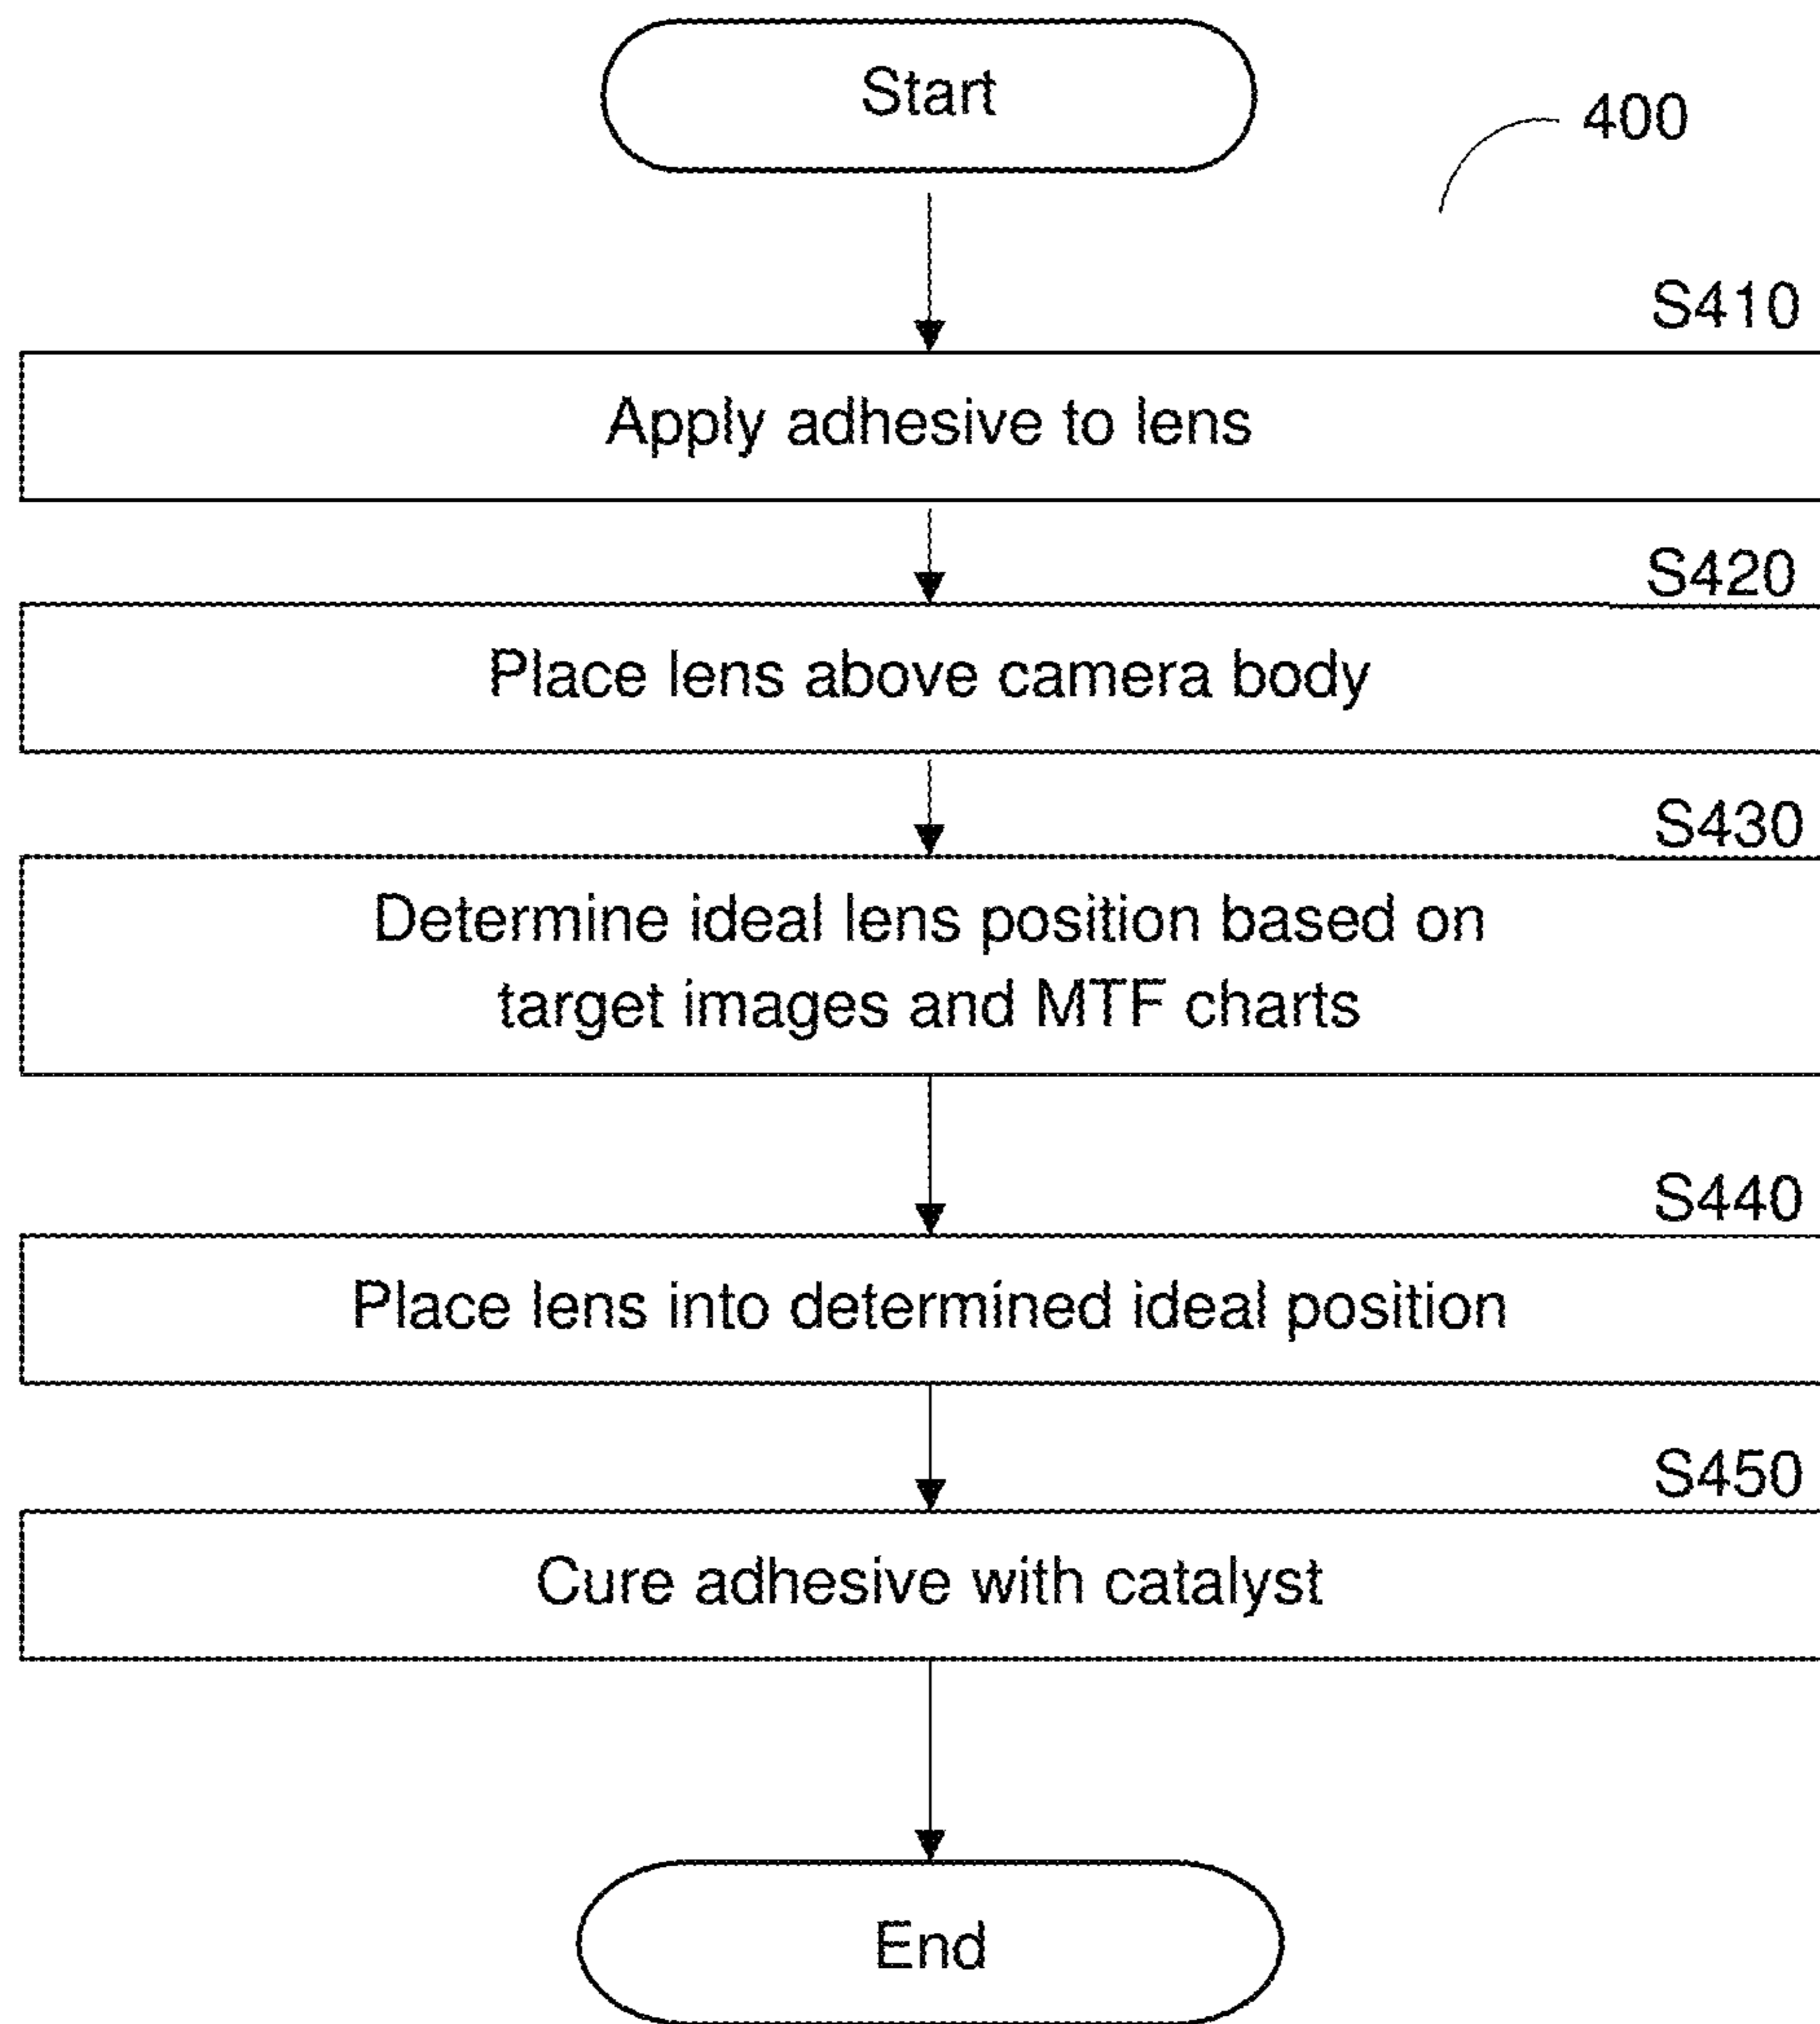 Start
400
S410
Apply adhesive to lens
S420
Place lens above camera body
S430
Determine ideal lens position based on
target images and MTF charts
S440
Place lens into determined ideal position
S450
Cure adhesive with catalyst
End